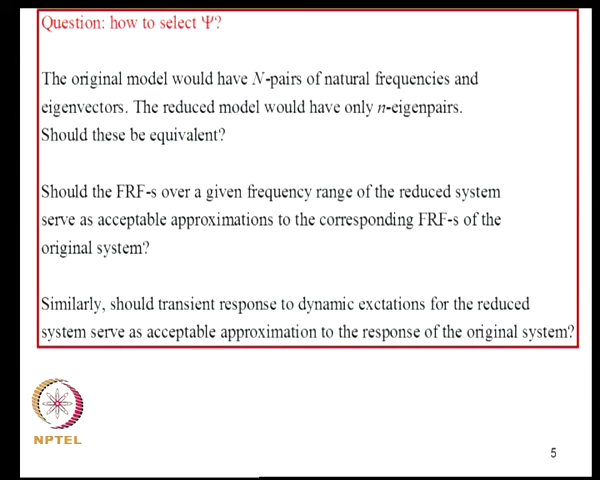 Question: how to select Ψ?
The original model would have N-pairs of natural frequencies and
eigenvectors. The reduced model would have only n-eigenpairs.
Should these be equivalent?
Should the FRF-s over a given frequency range of the reduced system
serve as acceptable approximations to the corresponding FRF-s of the
original system?
Similarly, should transient response to dynamic exctations for the reduced
system serve as acceptable approximation to the response of the original system?
NPTEL
5